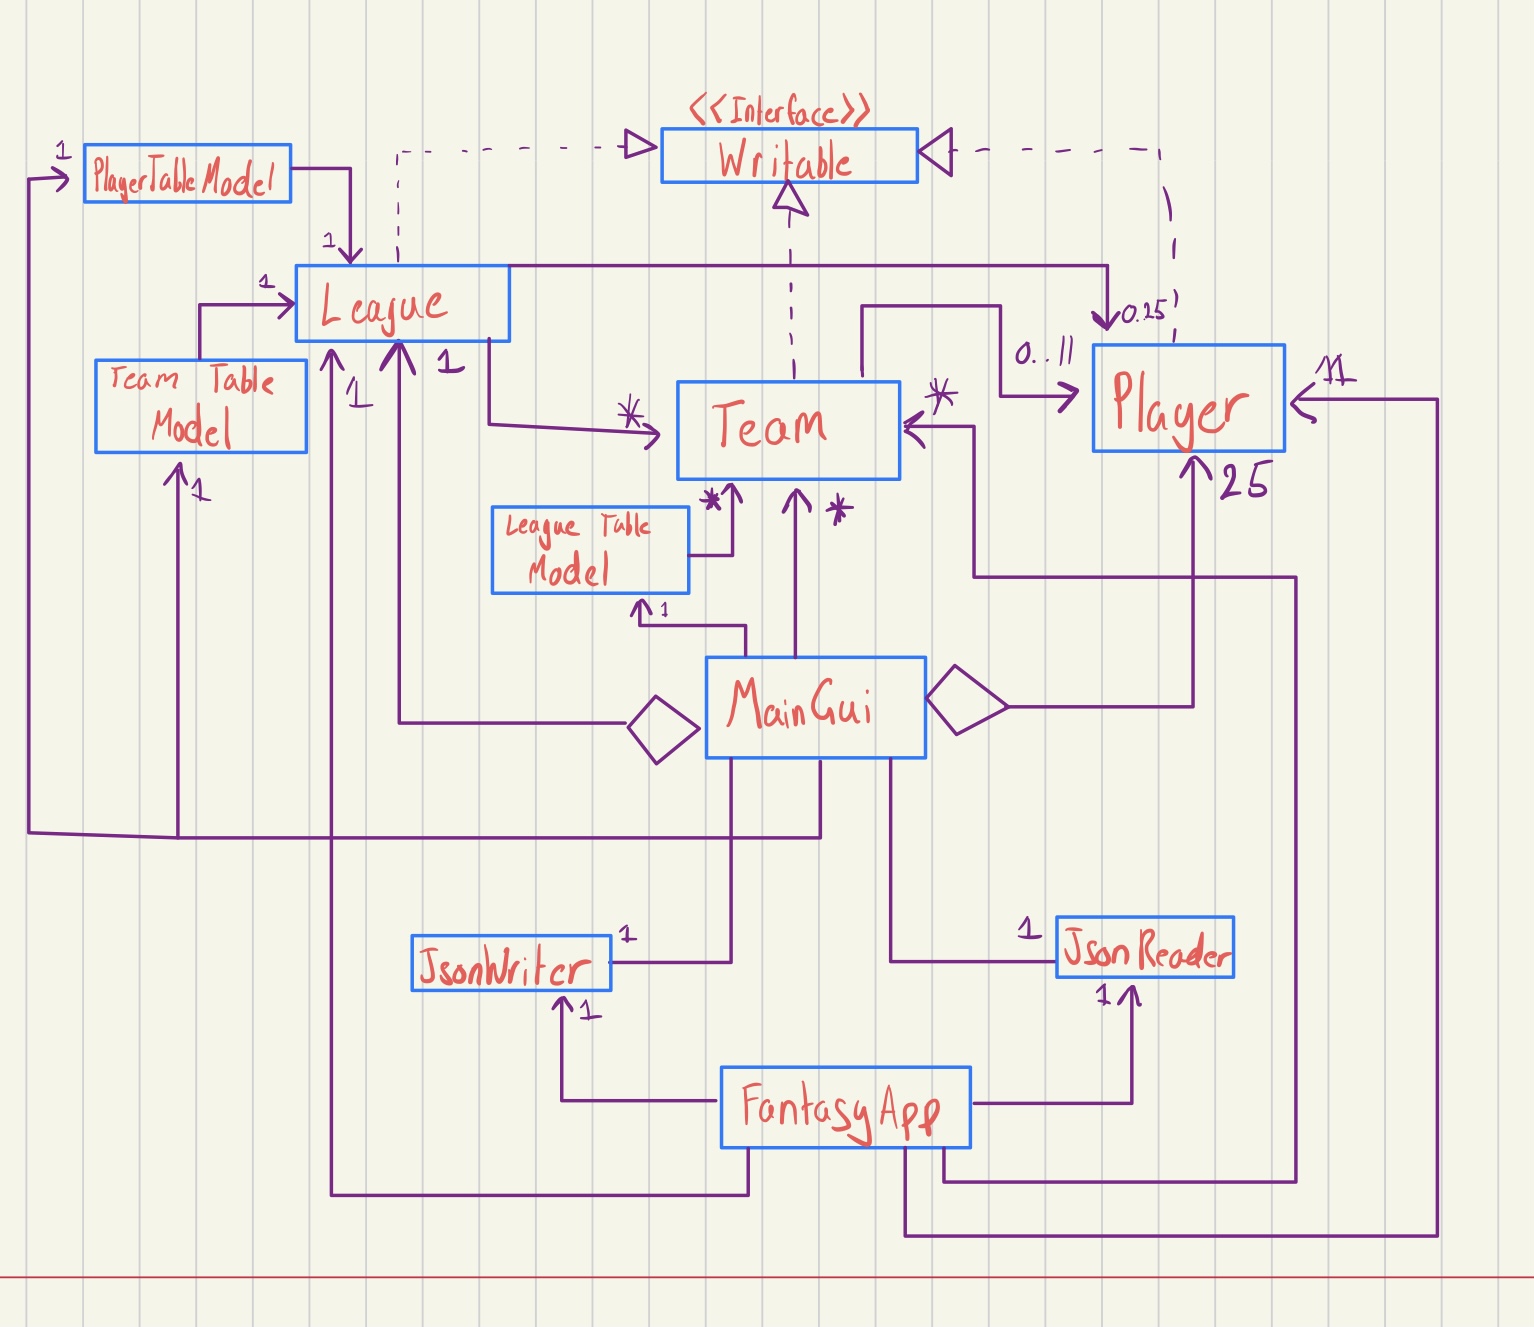 <<Interface>>
Writable
1
PlayerTableModel
1
1
League
0.25
Team Table
Model
1
1
1
*
Team
*
0..11
Player
11
25
League Table
Model
*
*
1
MainGui
JsonWriter
1
1
1
JsonReader
1
FantasyApp